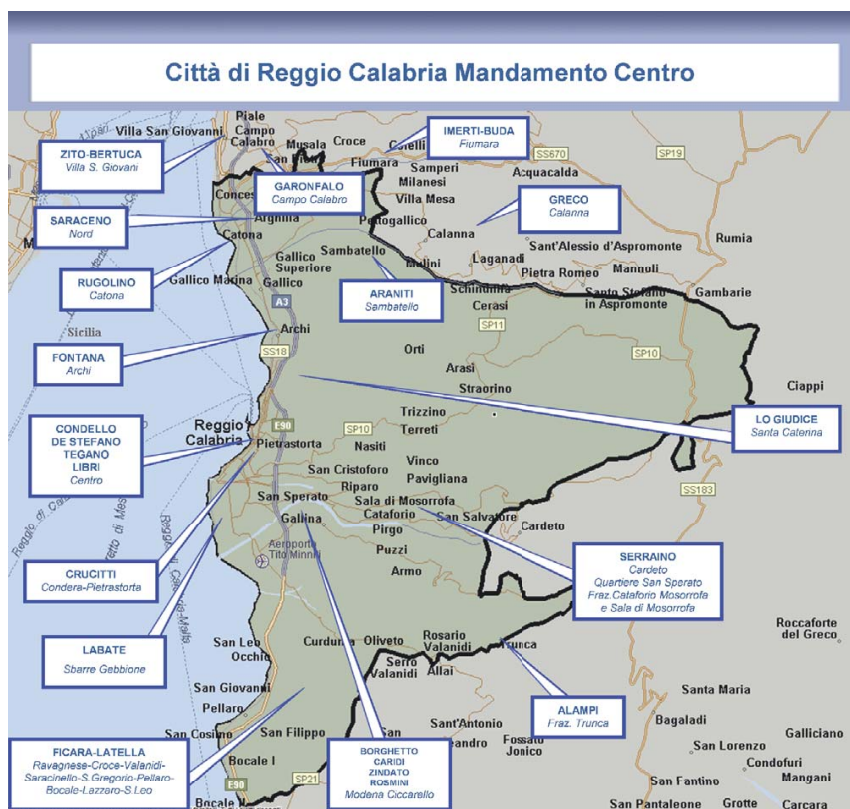 Città di Reggio Calabria Mandamento Centro
Piale
Villa San Giovanni
Campo
Calabro
Musala
Croce
IMERTI-BUDA
Fiumara
ZITO-BERTUCA
Villa S. Giovani
Fiumara
Samperi
Milanesi
SS670
SP19
Acquacalda
GARONFALO
Campo Calabro
Villa Mesa
GRECO
Calanna
SARACENO
Nord
Arghilla
Catona
Calanna
Rumia
Sambatello
Sant'Alessio d'Aspromonte
Gallico
Superiore
Laganadi
Pietra Romeo
Mannoli
RUGOLINO
Catona
Gallico Marina
Gallico
ARANITI
Sambatello
Schindilifa
Santo Stefano
in Aspromonte
Gambarie
Cerasi
A3
Sicilia
Archi
SP11
SS18
Orti
SP10
FONTANA
Archi
Arasi
Straorino
Ciappi
Trizzino
Terreti
LO GIUDICE
Santa Caterina
CONDELLO
DE STEFANO
TEGANO
LIBRI
Centro
Reggio
Calabria
E90
Pietrastorta
SP10
Nasiti
San Cristoforo
Vinco
Pavigliana
Riparo
SS183
San Sperato
Sala di Mosorrofa
Cataforio
San Salvatore
Gallina
Pirgo
Cardeto
Aeroporto
Tito Minniti
Puzzi
Armo
CRUCITTI
Condera-Pietrastorta
SERRAINO
Cardeto
Quartiere San Sperato
Fraz.Cataforio Mosorrofa
e Sala di Mosorrofa
LABATE
Sbarre Gebbione
San Leo
Occhio
Curduma
Oliveto
Rosario
Valanidi
Trunca
Roccaforte
del Greco
Serro
Valanidi
Allai
San Giovanni
Pellaro
ALAMPI
Fraz. Trunca
Santa Maria
Bagaladi
San Cosimo
San Filippo
Sant'Antonio
Fossato
Jonico
Galliciano
San Lorenzo
Condofuri
FICARA-LATELLA
Ravagnese-Croce-Valanidi-
Saracinello-S.Gregorio-Pellaro-
Bocale-Lazzaro-S.Leo
Bocale I
BORGHETTO
CARIDI
ZINDATO
ROSMINI
Modena Ciccarello
Mangani
San Fantino
SP21
E90
San Pantaleone
Grotte
Carcara